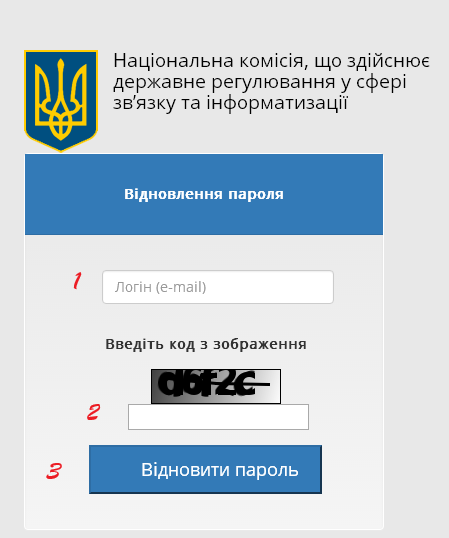 Національна комісія, що здійснює
державне регулювання у сфері
зв’язку та інформатизації
Відновлення пароля
1
Логін (e-mail)
Введіть код з зображення
2
3
Відновити пароль